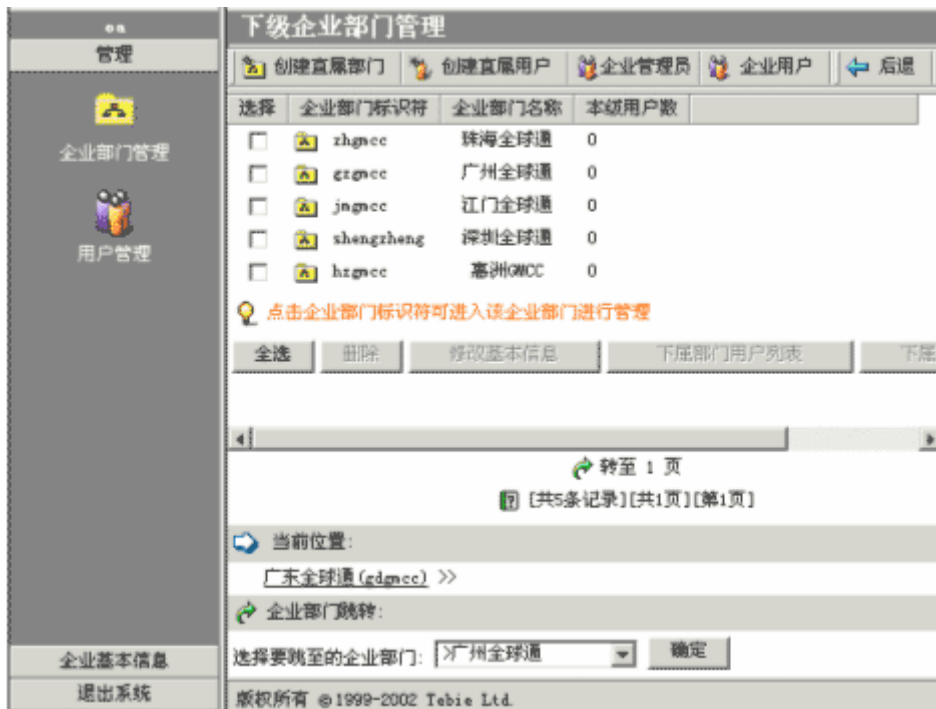 oa
管理
企业部门管理
用户管理
企业基本信息
退出系统
下级企业部门管理
创建直属部门 创建直属用户 企业管理员 企业用户 后退
选择 企业部门标识符 企业部门名称 本级用户数
zhgmcc 珠海全球通 0
gzgmcc 广州全球通 0
jmgmcc 江门全球通 0
shengzheng 深圳全球通 0
hzgmcc 惠洲GMCC 0
点击企业部门标识符可进入该企业部门进行管理
全选 删除 修改基本信息 下属部门用户列表 下属
转至 1 页
[共5条记录][共1页][第1页]
当前位置:
广东全球通(gdgmcc) >>
企业部门跳转:
选择要跳至的企业部门: >广州全球通 确定
版权所有 ©1999-2002 Tebie Ltd.